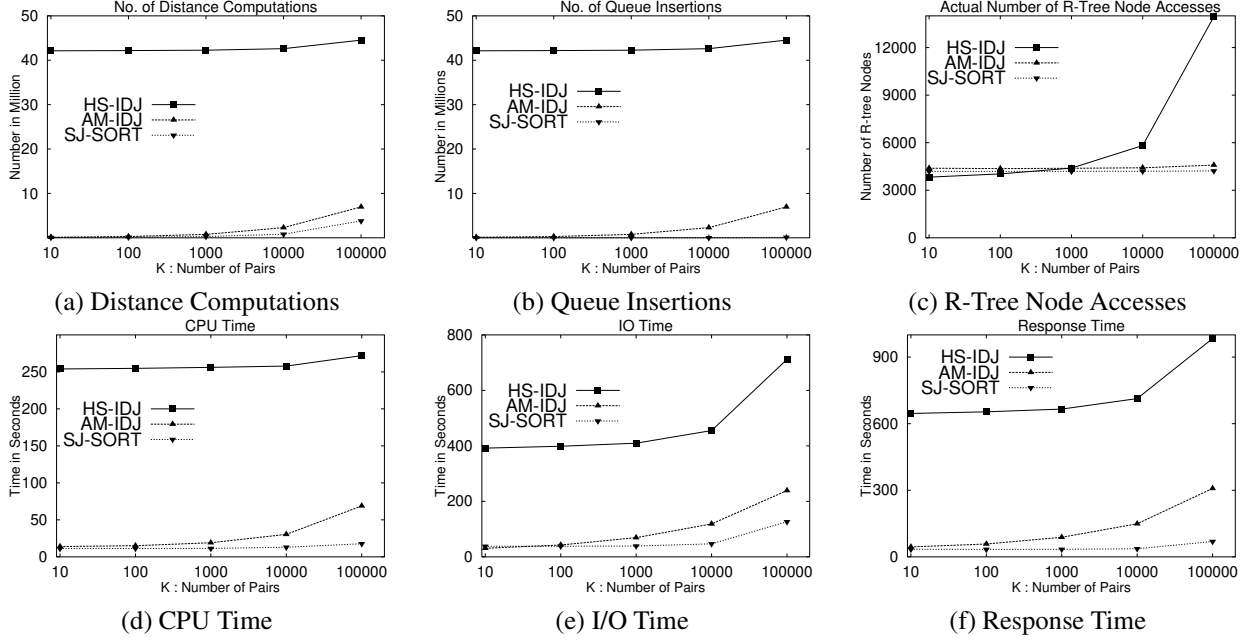 No. of Distance Computations
50
40
30
20
10
Number in Million
HS-IDJ
AM-IDJ
SJ-SORT
10 100 1000 10000 100000
K : Number of Pairs
(a) Distance Computations
No. of Queue Insertions
50
40
30
20
10
Number in Millions
HS-IDJ
AM-IDJ
SJ-SORT
10 100 1000 10000 100000
K : Number of Pairs
(b) Queue Insertions
Actual Number of R-Tree Node Accesses
12000
9000
6000
3000
0
Number of R-tree Nodes
HS-IDJ
AM-IDJ
SJ-SORT
10 100 1000 10000 100000
K : Number of Pairs
(c) R-Tree Node Accesses
CPU Time
250
200
150
100
50
0
Time in Seconds
HS-IDJ
AM-IDJ
SJ-SORT
10 100 1000 10000 100000
K : Number of Pairs
(d) CPU Time
IO Time
800
600
400
200
0
Time in Seconds
HS-IDJ
AM-IDJ
SJ-SORT
10 100 1000 10000 100000
K : Number of Pairs
(e) I/O Time
Response Time
900
600
300
0
Time in Seconds
HS-IDJ
AM-IDJ
SJ-SORT
10 100 1000 10000 100000
K : Number of Pairs
(f) Response Time